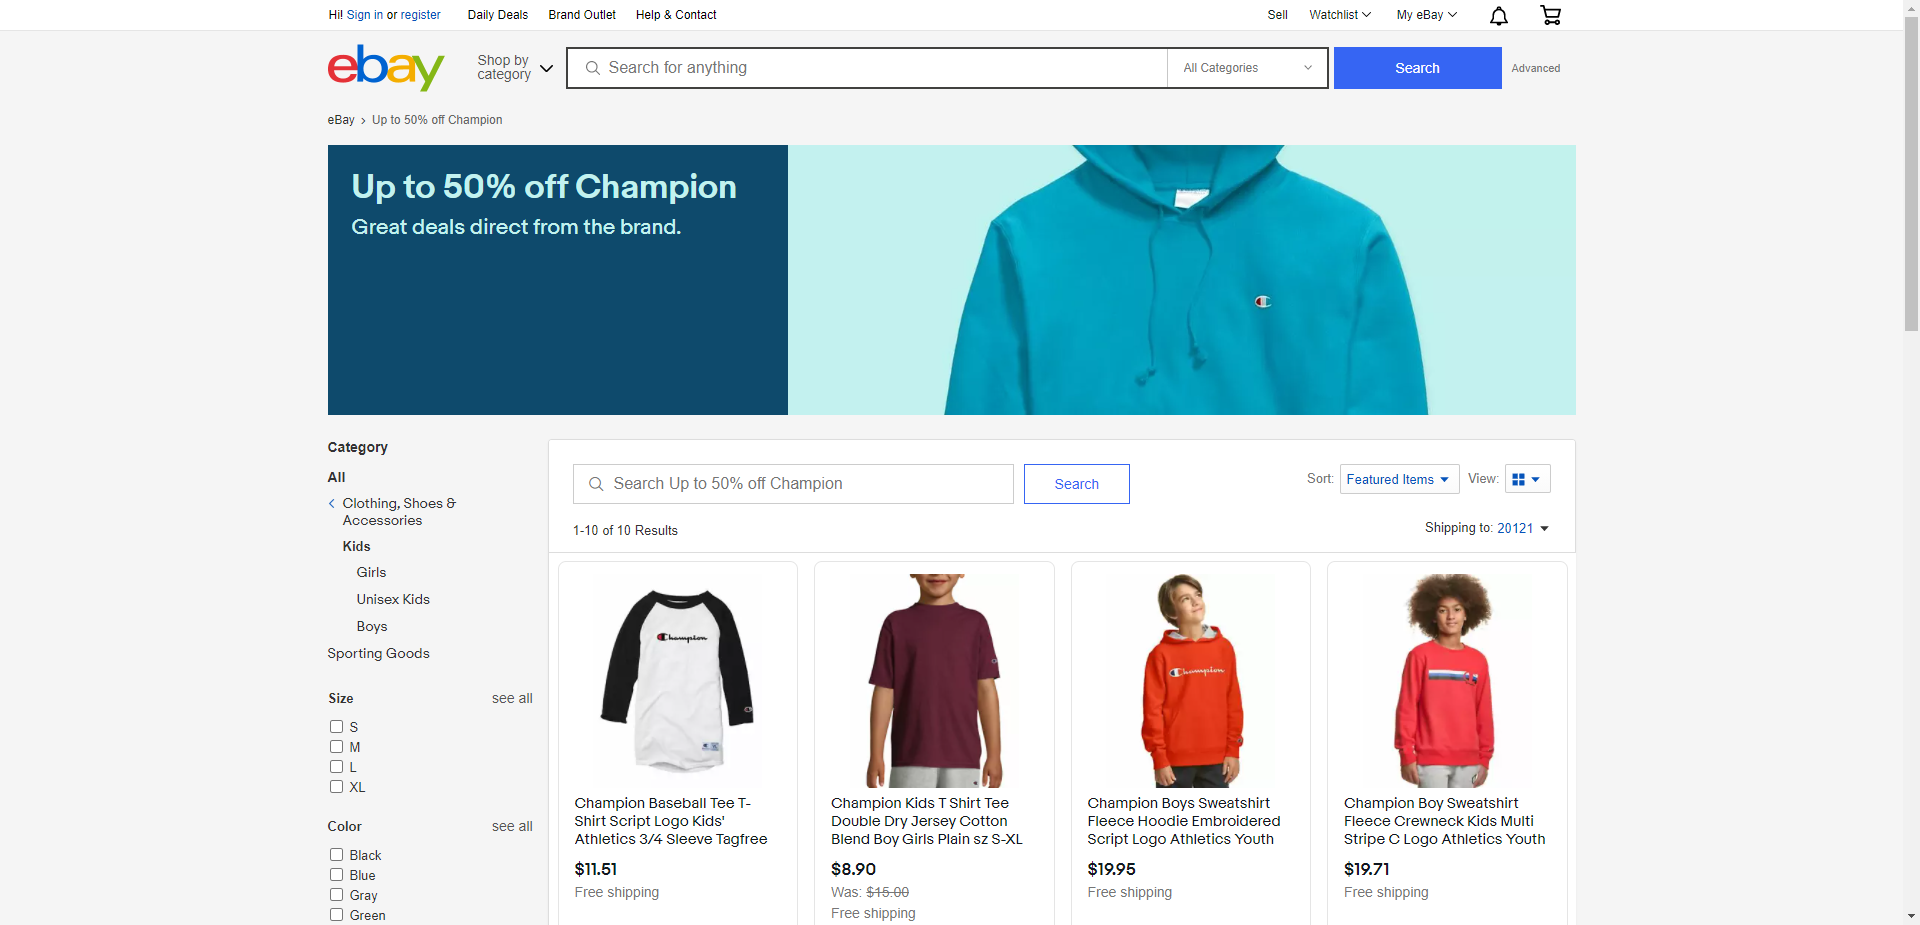 Hi! Sign in or register
Daily Deals
Brand Outlet
Help & Contact
Sell
Watchlist
My eBay
ebay
Shop by
category
Search for anything
All Categories
Search
Advanced
eBay > Up to 50% off Champion
Up to 50% off Champion
Great deals direct from the brand.
Category
All
Clothing, Shoes &
Accessories
Kids
Girls
Unisex Kids
Boys
Sporting Goods
Size see all
S
M
L
XL
Color see all
Black
Blue
Gray
Green
Search Up to 50% off Champion
Search
Sort: Featured Items
View:
1-10 of 10 Results
Shipping to: 20121
Champion
Champion Baseball Tee T-
Shirt Script Logo Kids'
Athletics 3/4 Sleeve Tagfree
$11.51
Free shipping
Champion Kids T Shirt Tee
Double Dry Jersey Cotton
Blend Boy Girls Plain sz S-XL
$8.90
Was: $15.00
Free shipping
Champion
Champion Boys Sweatshirt
Fleece Hoodie Embroidered
Script Logo Athletics Youth
$19.95
Free shipping
Champion Boy Sweatshirt
Fleece Crewneck Kids Multi
Stripe C Logo Athletics Youth
$19.71
Free shipping